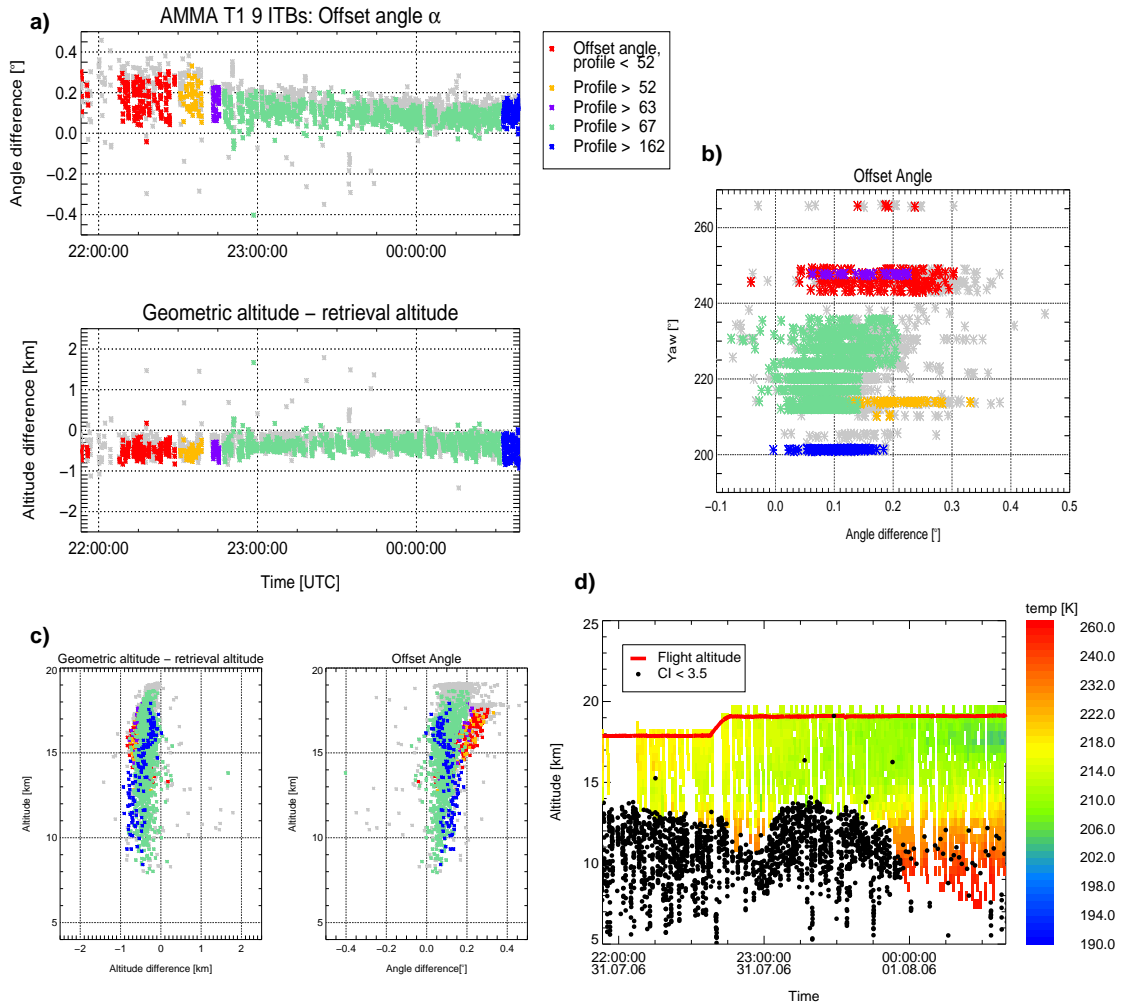 a)
AMMA T1 9 ITBs: Offset angle α
Angle difference [°]
0.4
0.2
0.0
−0.2
−0.4
22:00:00
23:00:00
00:00:00
Offset angle,
profile < 52
Profile > 52
Profile > 63
Profile > 67
Profile > 162
Geometric altitude − retrieval altitude
Altitude difference [km]
2
1
0
−1
−2
22:00:00
23:00:00
00:00:00
Time [UTC]
b)
Offset Angle
Yaw [°]
260
240
220
200
−0.1
0.0
0.1
0.2
0.3
0.4
0.5
Angle difference [°]
c)
Geometric altitude − retrieval altitude
Altitude [km]
20
15
10
5
−2
−1
0
1
2
Altitude difference [km]
Offset Angle
Altitude [km]
20
15
10
5
−0.4
−0.2
0.0
0.2
0.4
Angle difference[°]
d)
Flight altitude
CI < 3.5
Altitude [km]
25
20
15
10
5
22:00:00
31.07.06
23:00:00
31.07.06
00:00:00
01.08.06
Time
temp [K]
260.0
240.0
230.0
224.0
222.0
218.0
214.0
210.0
206.0
202.0
198.0
194.0
190.0